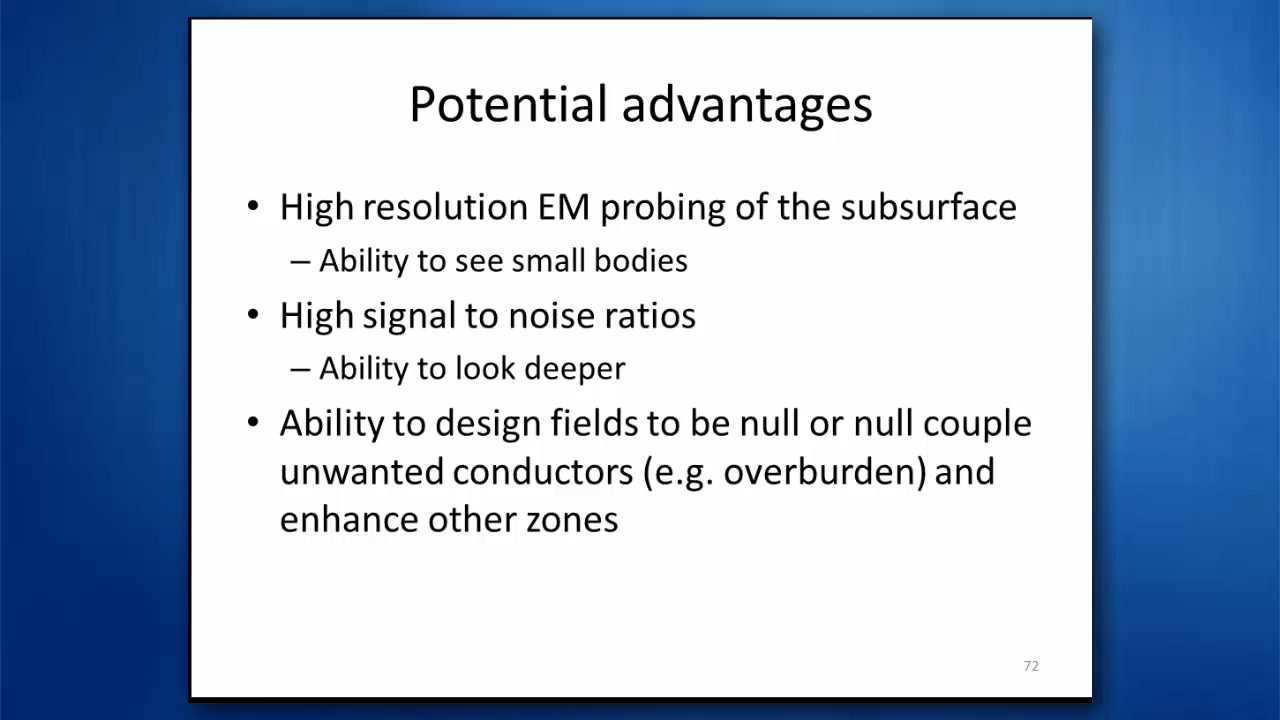 Potential advantages
• High resolution EM probing of the subsurface
– Ability to see small bodies
• High signal to noise ratios
– Ability to look deeper
• Ability to design fields to be null or null couple
unwanted conductors (e.g. overburden) and
enhance other zones
72